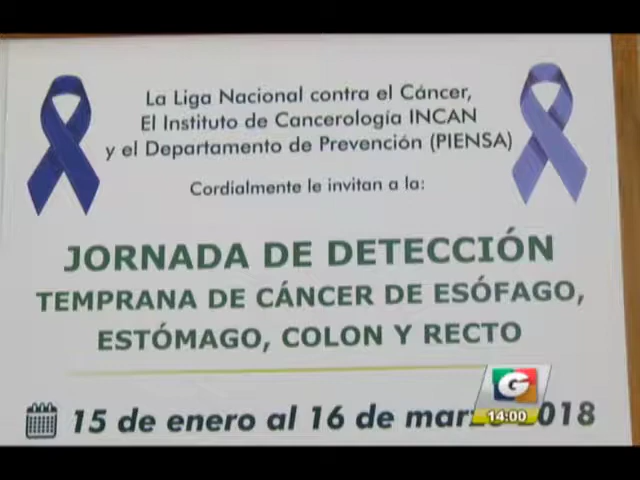 La Liga Nacional contra el Cáncer,
El Instituto de Cancerología INCAN
y el Departamento de Prevención (PIENSA)
Cordialmente le invitan a la:
JORNADA DE DETECCIÓN
TEMPRANA DE CÁNCER DE ESÓFAGO,
ESTÓMAGO, COLON Y RECTO
15 de enero al 16 de marzo 2018
G
14:00